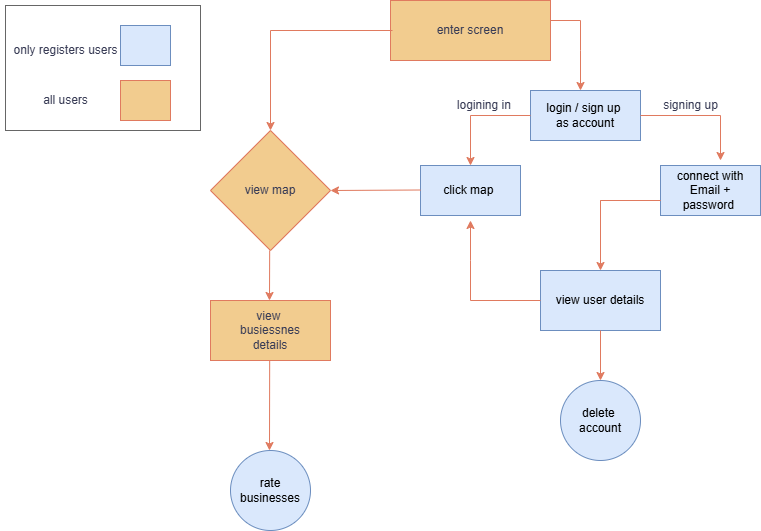 only registers users
all users
enter screen
logining in
login / sign up
as account
signing up
view map
click map
connect with
Email +
password
view
busiessnes
details
view user details
delete
account
rate
businesses